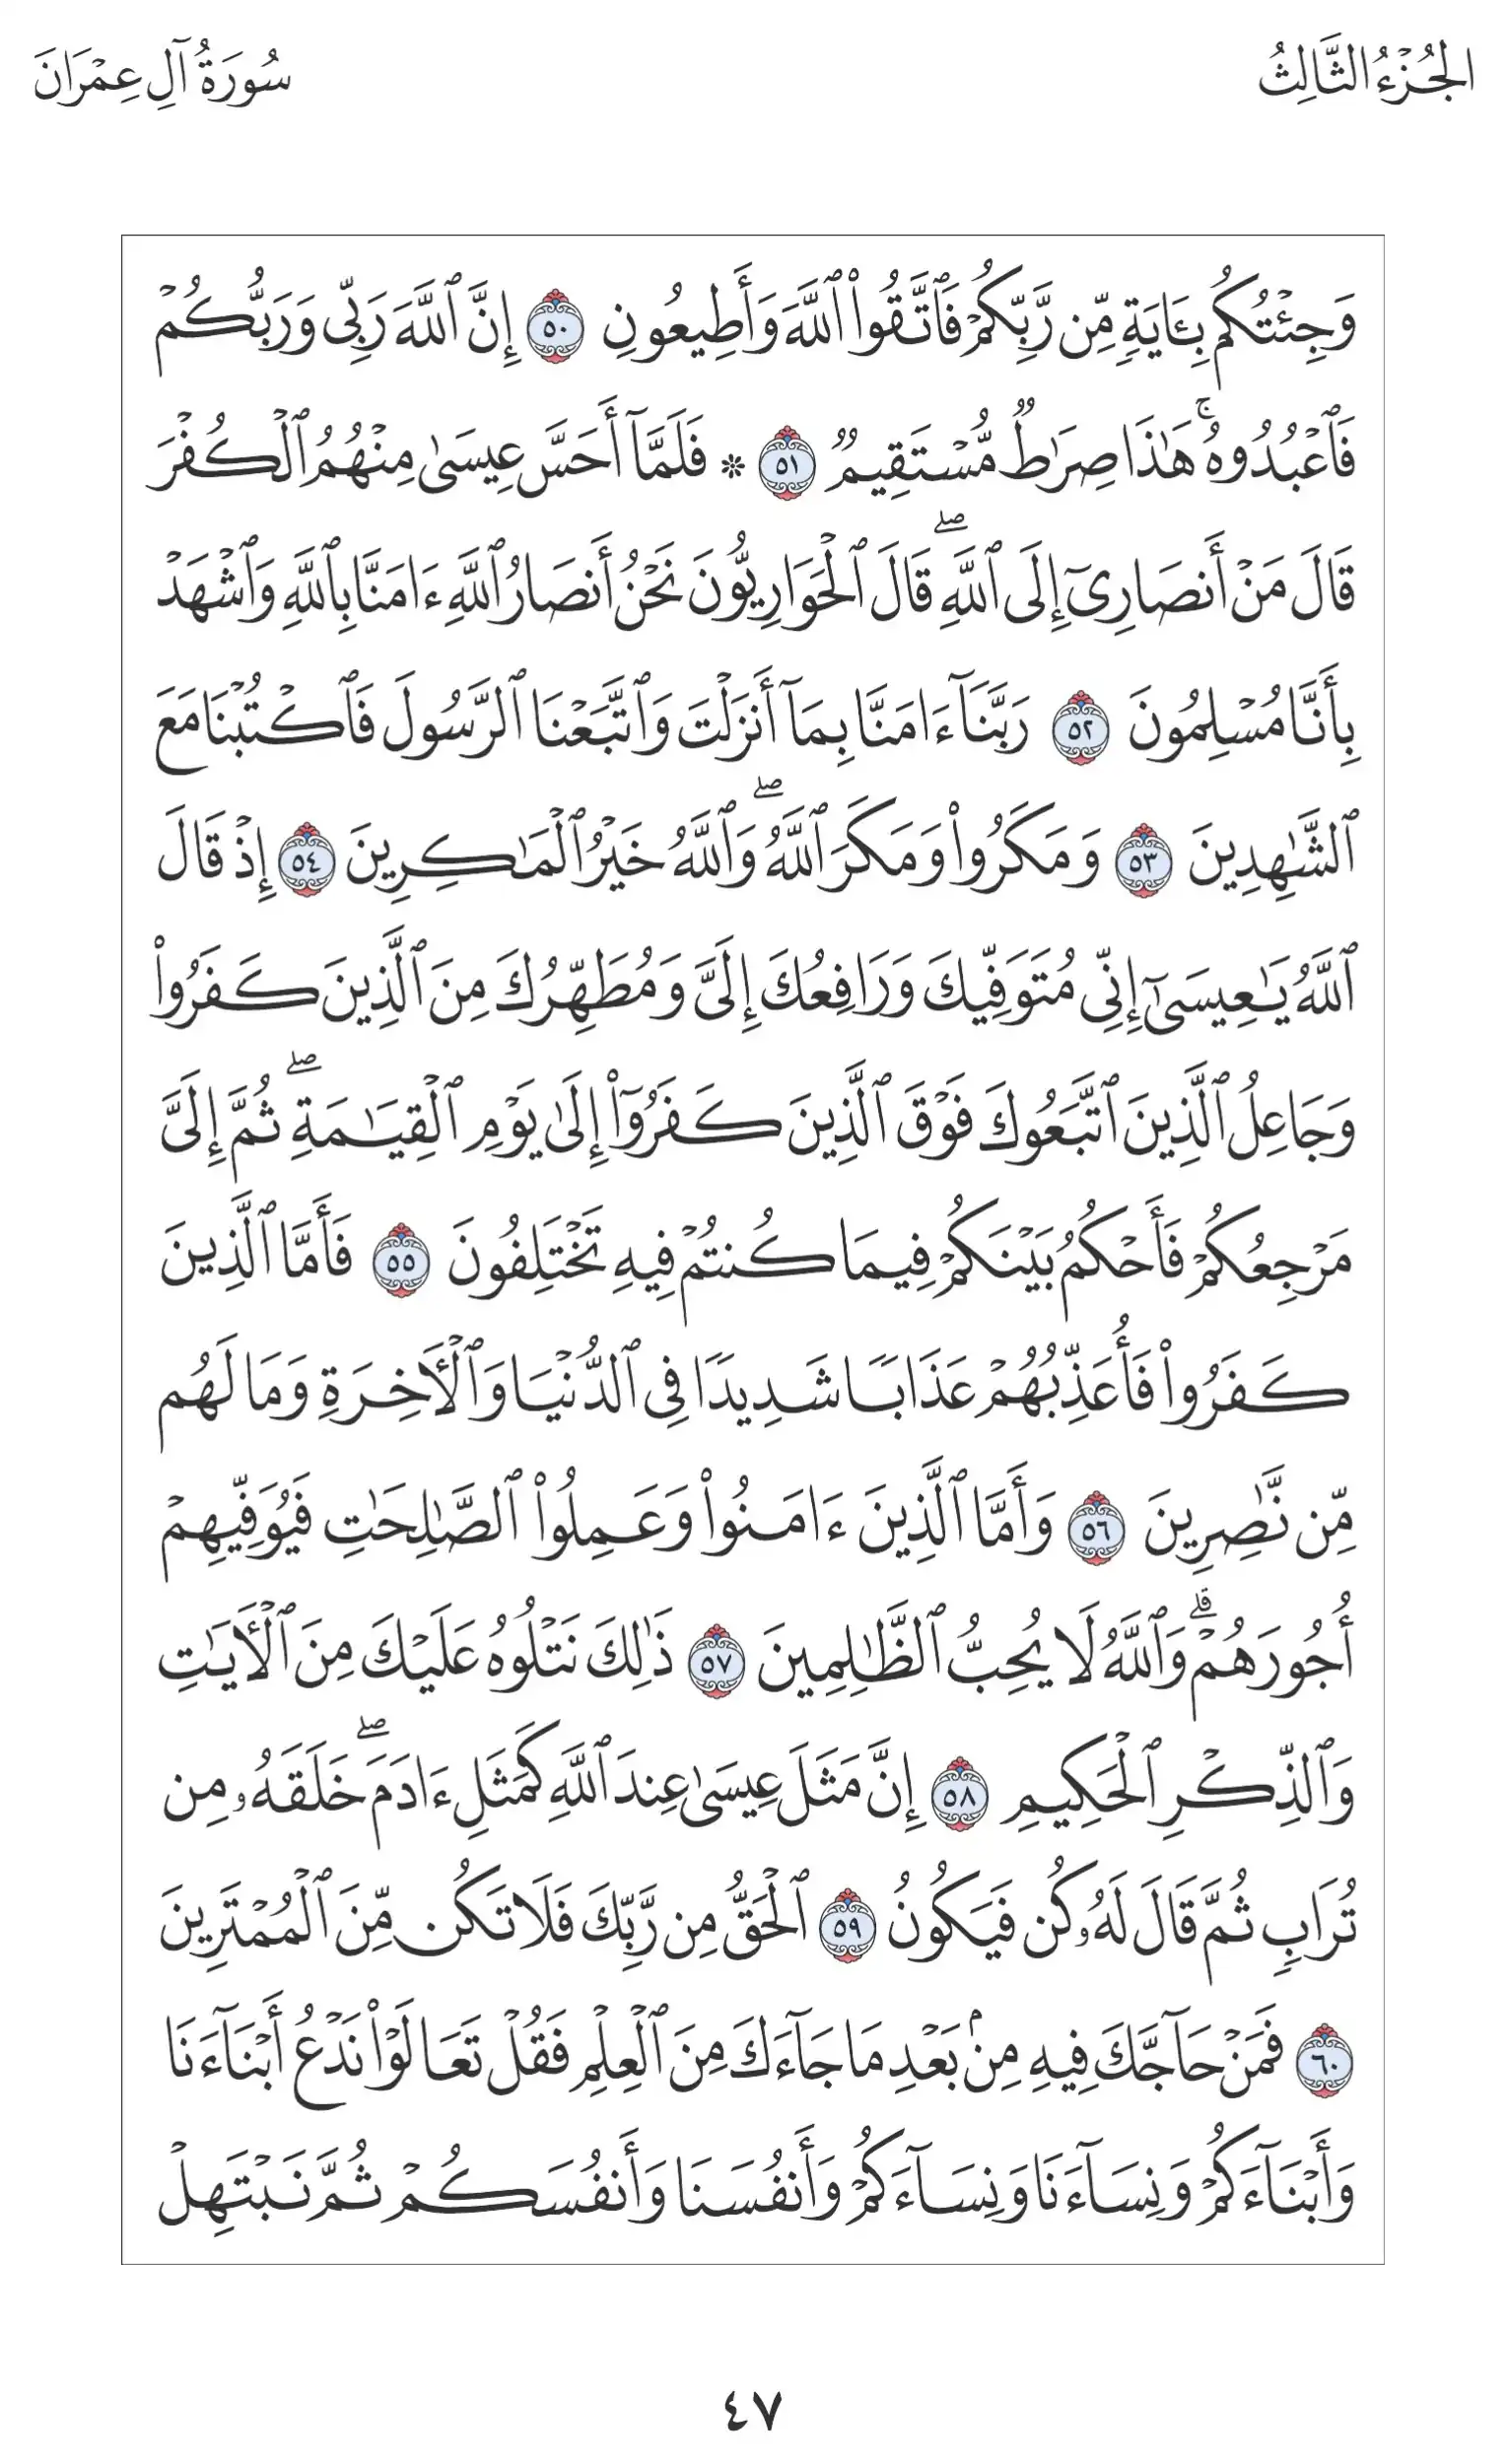 الجُزْءُ الثَّالِثُ
سُورَةُ آلِ عِمْرَانَ
وَجِئْتُكُم بِـَٔايَةٍ مِّن رَّبِّكُمْ فَٱتَّقُوا۟ ٱللَّهَ وَأَطِيعُونِ ٥٠ إِنَّ ٱللَّهَ رَبِّى وَرَبُّكُمْ
فَٱعْبُدُوهُ ۚ هَٰذَا صِرَٰطٌ مُّسْتَقِيمٌ ٥١ * فَلَمَّآ أَحَسَّ عِيسَىٰ مِنْهُمُ ٱلْكُفْرَ
قَالَ مَنْ أَنصَارِىٓ إِلَى ٱللَّهِ ۖ قَالَ ٱلْحَوَارِيُّونَ نَحْنُ أَنصَارُ ٱللَّهِ ءَامَنَّا بِٱللَّهِ وَٱشْهَدْ
بِأَنَّا مُسْلِمُونَ ٥٢ رَبَّنَآ ءَامَنَّا بِمَآ أَنزَلْتَ وَٱتَّبَعْنَا ٱلرَّسُولَ فَٱكْتُبْنَا مَعَ
ٱلشَّٰهِدِينَ ٥٣ وَمَكَرُوا۟ وَمَكَرَ ٱللَّهُ ۖ وَٱللَّهُ خَيْرُ ٱلْمَٰكِرِينَ ٥٤ إِذْ قَالَ
ٱللَّهُ يَٰعِيسَىٰٓ إِنِّى مُتَوَفِّيكَ وَرَافِعُكَ إِلَىَّ وَمُطَهِّرُكَ مِنَ ٱلَّذِينَ كَفَرُوا۟
وَجَاعِلُ ٱلَّذِينَ ٱتَّبَعُوكَ فَوْقَ ٱلَّذِينَ كَفَرُوٓا۟ إِلَىٰ يَوْمِ ٱلْقِيَٰمَةِ ۖ ثُمَّ إِلَىَّ
مَرْجِعُكُمْ فَأَحْكُمُ بَيْنَكُمْ فِيمَا كُنتُمْ فِيهِ تَخْتَلِفُونَ ٥٥ فَأَمَّا ٱلَّذِينَ
كَفَرُوا۟ فَأُعَذِّبُهُمْ عَذَابًا شَدِيدًا فِى ٱلدُّنْيَا وَٱلْـَٔاخِرَةِ وَمَا لَهُم
مِّن نَّٰصِرِينَ ٥٦ وَأَمَّا ٱلَّذِينَ ءَامَنُوا۟ وَعَمِلُوا۟ ٱلصَّٰلِحَٰتِ فَيُوَفِّيهِمْ
أُجُورَهُمْ ۗ وَٱللَّهُ لَا يُحِبُّ ٱلظَّٰلِمِينَ ٥٧ ذَٰلِكَ نَتْلُوهُ عَلَيْكَ مِنَ ٱلْـَٔايَٰتِ
وَٱلذِّكْرِ ٱلْحَكِيمِ ٥٨ إِنَّ مَثَلَ عِيسَىٰ عِندَ ٱللَّهِ كَمَثَلِ ءَادَمَ ۖ خَلَقَهُۥ مِن
تُرَابٍ ثُمَّ قَالَ لَهُۥ كُن فَيَكُونُ ٥٩ ٱلْحَقُّ مِن رَّبِّكَ فَلَا تَكُن مِّنَ ٱلْمُمْتَرِينَ
٦٠ فَمَنْ حَآجَّكَ فِيهِ مِنۢ بَعْدِ مَا جَآءَكَ مِنَ ٱلْعِلْمِ فَقُلْ تَعَالَوْا۟ نَدْعُ أَبْنَآءَنَا
وَأَبْنَآءَكُمْ وَنِسَآءَنَا وَنِسَآءَكُمْ وَأَنفُسَنَا وَأَنفُسَكُمْ ثُمَّ نَبْتَهِلْ
٤٧